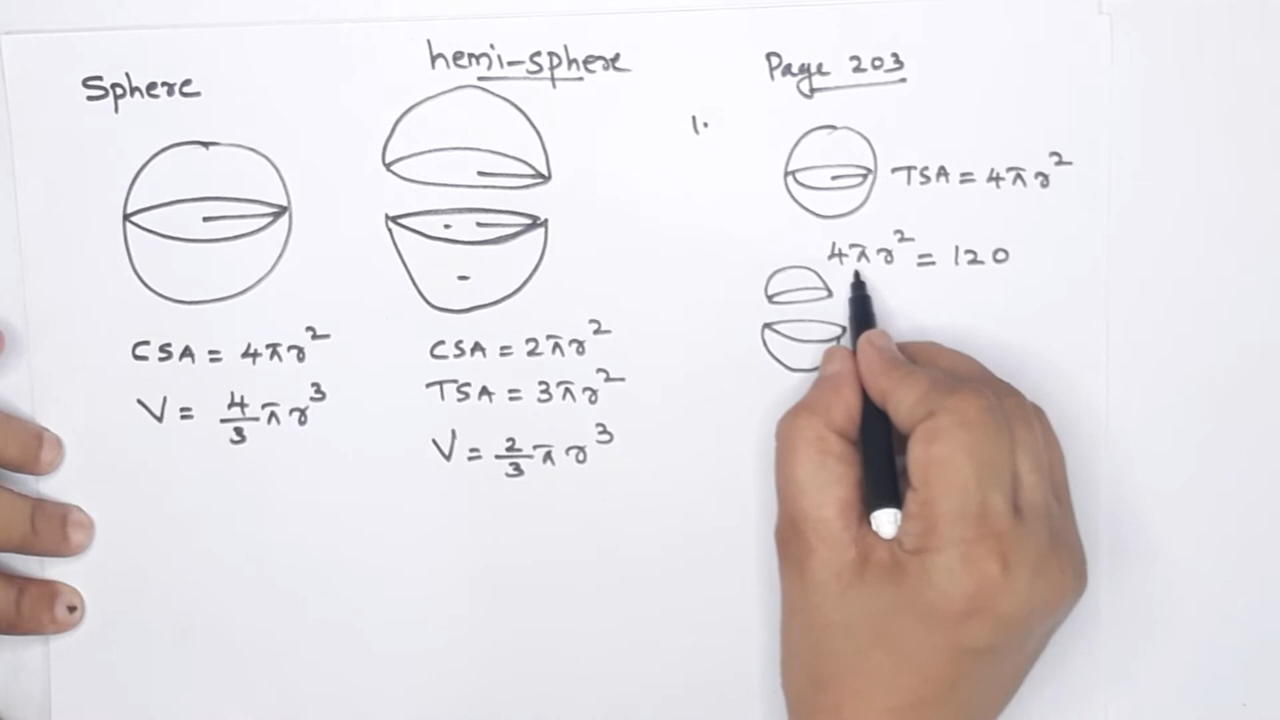 Sphere
CSA = 4πr²
V = 4/3 πr³
hemi-sphere
CSA = 2πr²
TSA = 3πr²
V = 2/3 πr³
Page 203
1.
TSA = 4πr²
4πr² = 120